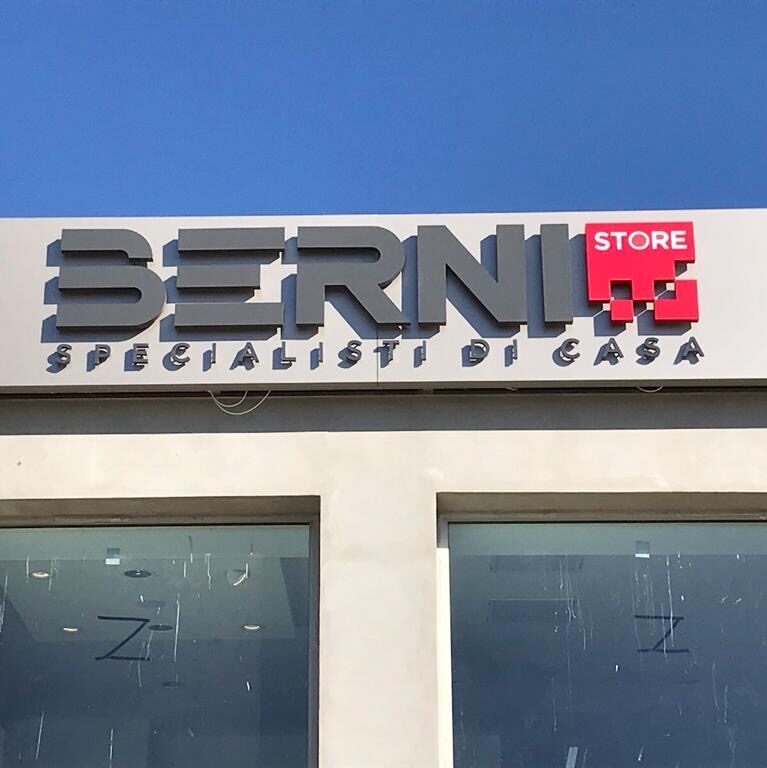 BERNI STORE
SPECIALISTI DI CASA
Z Z